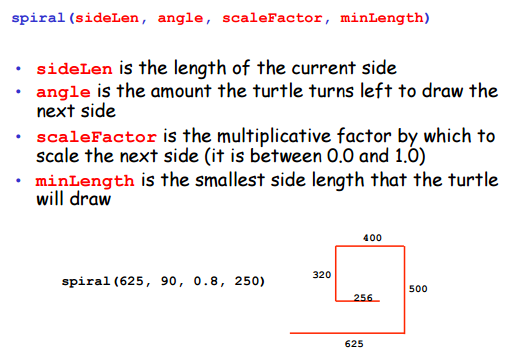 spiral(sideLen, angle, scaleFactor, minLength)
• sideLen is the length of the current side
• angle is the amount the turtle turns left to draw the
next side
• scaleFactor is the multiplicative factor by which to
scale the next side (it is between 0.0 and 1.0)
• minLength is the smallest side length that the turtle
will draw
400
320
spiral(625, 90, 0.8, 250)
500
256
625